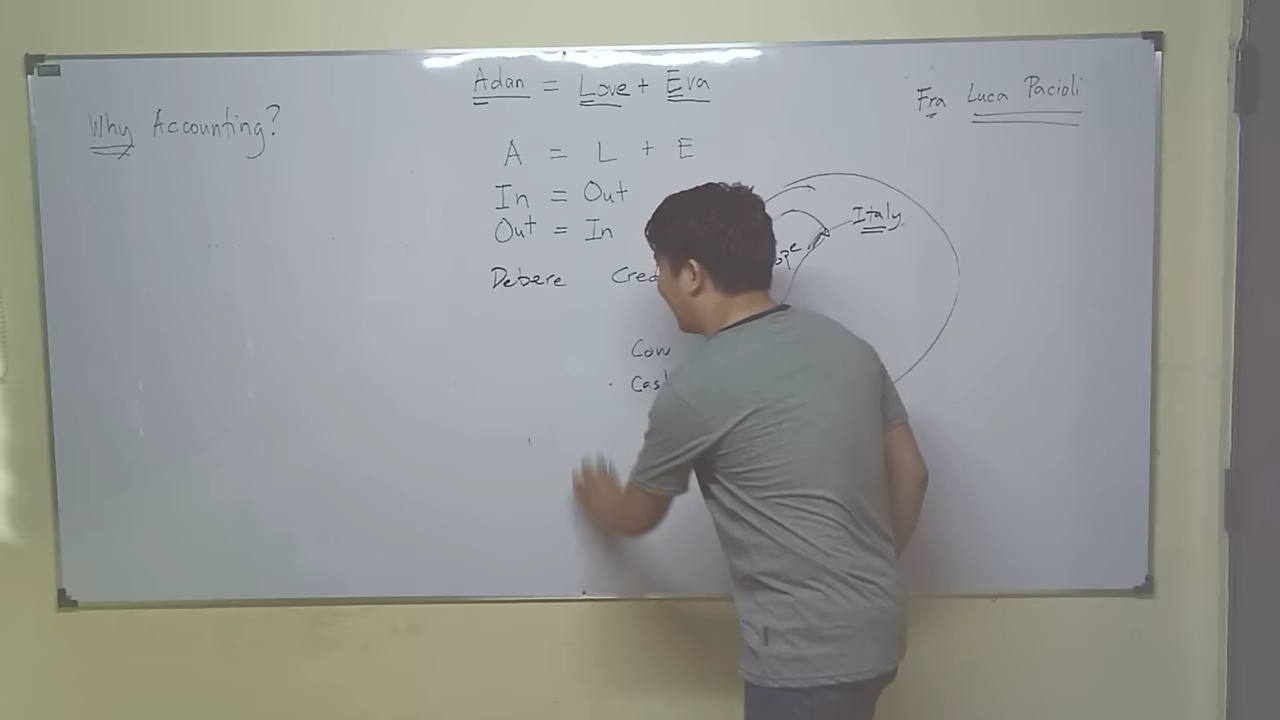 Why Accounting?
Adan = Love + Eva
A = L + E
In = Out
Out = In
Debere
Cow
Fra Luca Pacioli
Italy